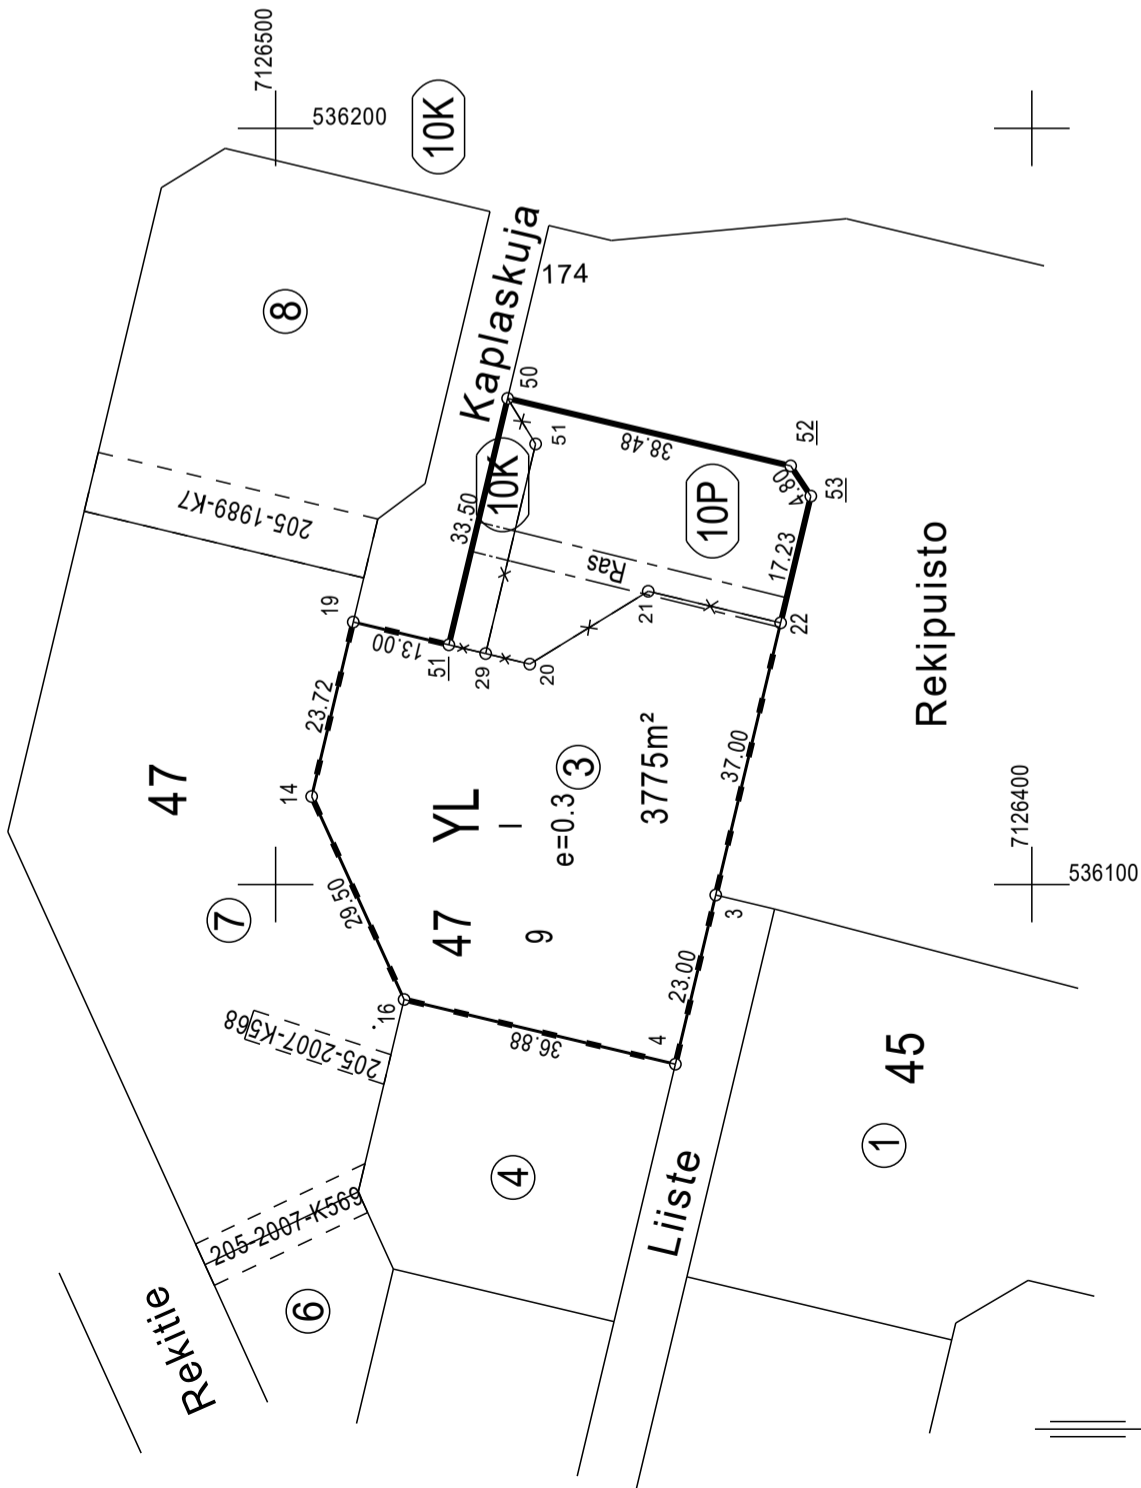 7126500
536200
10K
8
Kaplaskuja
174
50
205-1989-K7
10K
33.50
51
38.48
52
4.80
53
10P
17.23
Ras
19
13.00
51
29
20
21
22
Rekipuisto
23.72
14
47
YL
I
e=0.3
3
3775m²
37.00
7126400
536100
7
29.50
47
9
3
23.00
16
205-2007-K568
36.88
4
45
1
4
Liiste
205-2007-K569
6
Rekitie